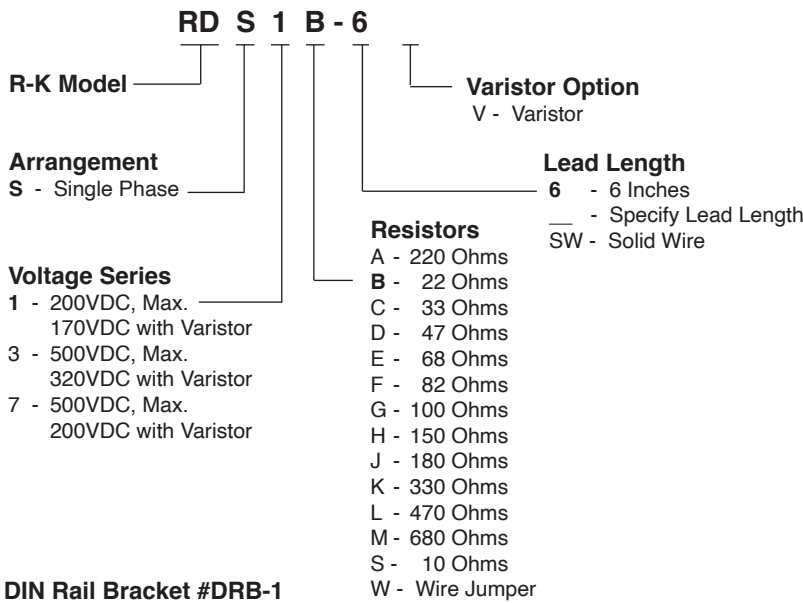 RD S 1 B - 6
R-K Model
Varistor Option
V - Varistor
Arrangement
S - Single Phase
Lead Length
6 - 6 Inches
__ - Specify Lead Length
SW - Solid Wire
Voltage Series
1 - 200VDC, Max.
170VDC with Varistor
3 - 500VDC, Max.
320VDC with Varistor
7 - 500VDC, Max.
200VDC with Varistor
Resistors
A - 220 Ohms
B - 22 Ohms
C - 33 Ohms
D - 47 Ohms
E - 68 Ohms
F - 82 Ohms
G - 100 Ohms
H - 150 Ohms
J - 180 Ohms
K - 330 Ohms
L - 470 Ohms
M - 680 Ohms
S - 10 Ohms
W - Wire Jumper
DIN Rail Bracket #DRB-1